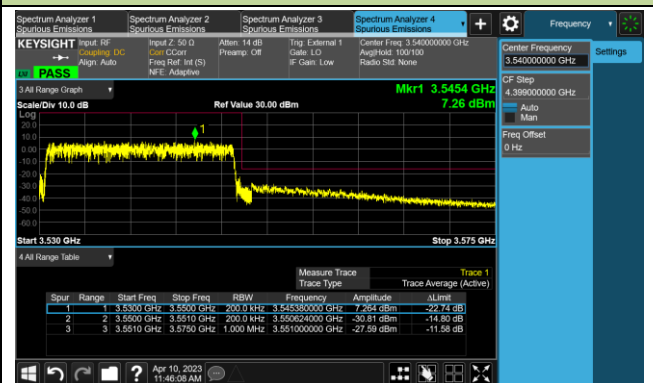 Spectrum Analyzer 1
Spurious Emissions
Spectrum Analyzer 2
Spurious Emissions
Spectrum Analyzer 3
Spurious Emissions
Spectrum Analyzer 4
Spurious Emissions
Frequency
KEYSIGHT Input: RF
Coupling: DC
Align: Auto
Input Z: 50 Ω
Corr CCorr
Freq Ref: Int (S)
NFE: Adaptive
Atten: 14 dB
Preamp: Off
Trig: External 1
Gate: LO
IF Gain: Low
Center Freq: 3.540000000 GHz
Avg|Hold: 100/100
Radio Std: None
PASS
Center Frequency
3.540000000 GHz
Settings
CF Step
4.399000000 GHz
Auto
Man
Freq Offset
0 Hz
3 All Range Graph
Mkr1 3.5454 GHz
7.26 dBm
Scale/Div 10.0 dB
Ref Value 30.00 dBm
Log
20.0
10.0
0.00
-10.0
-20.0
-30.0
-40.0
-50.0
-60.0
1
Start 3.530 GHz
Stop 3.575 GHz
4 All Range Table
Measure Trace Trace 1
Trace Type Trace Average (Active)
Spur Range Start Freq Stop Freq RBW Frequency Amplitude ΔLimit
1 1 3.5300 GHz 3.5500 GHz 200.0 kHz 3.545380000 GHz 7.264 dBm -22.74 dB
2 2 3.5500 GHz 3.5510 GHz 200.0 kHz 3.550624000 GHz -30.81 dBm -14.80 dB
3 3 3.5510 GHz 3.5750 GHz 1.000 MHz 3.551000000 GHz -27.59 dBm -11.58 dB
Apr 10, 2023
11:46:08 AM